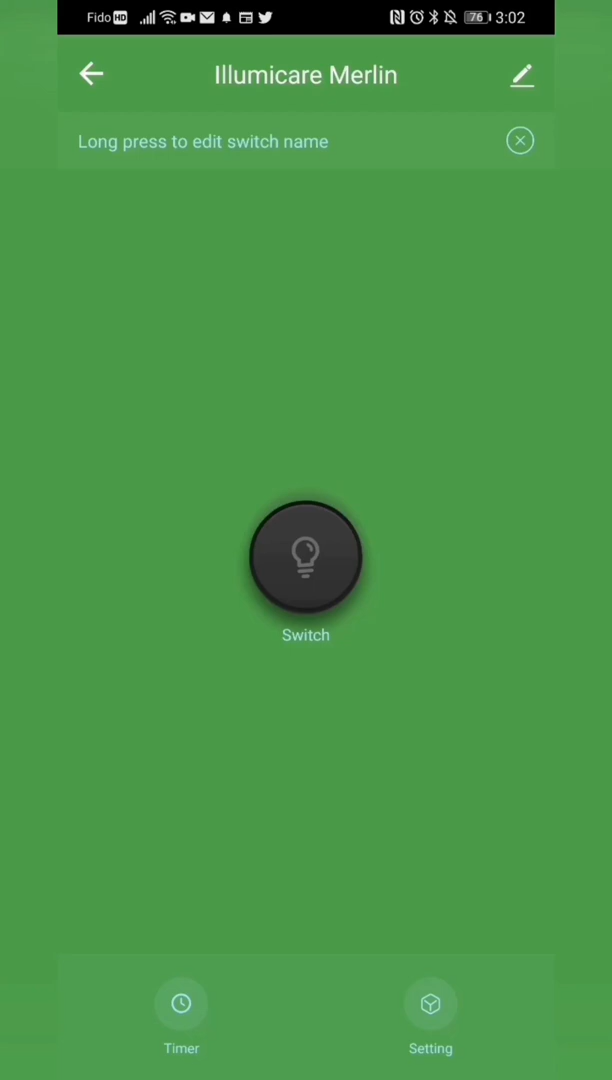 Fido HD 76 3:02
Illumicare Merlin
Long press to edit switch name
Switch
Timer Setting